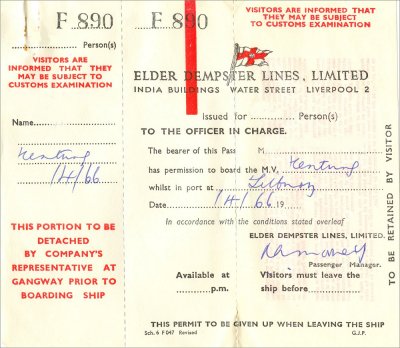 F 890
Person(s)
VISITORS ARE
INFORMED THAT THEY
MAY BE SUBJECT TO
CUSTOMS EXAMINATION
Name
1/4/66
THIS PORTION TO BE
DETACHED
BY COMPANY'S
REPRESENTATIVE AT
GANGWAY PRIOR TO
BOARDING SHIP
F 890
VISITORS ARE INFORMED THAT
THEY MAY BE SUBJECT TO
CUSTOMS EXAMINATION
ELDER DEMPSTER LINES, LIMITED
INDIA BUILDINGS WATER STREET LIVERPOOL 2
Issued for Person(s)
TO THE OFFICER IN CHARGE.
The bearer of this Pass M
has permission to board the M.V.
whilst in port at
Date 1/4/66 19
In accordance with the conditions stated overleaf
ELDER DEMPSTER LINES, LIMITED.
Passenger Manager.
Available at Visitors must leave the
p.m. ship before
THIS PERMIT TO BE GIVEN UP WHEN LEAVING THE SHIP
Sch. 6 F 047 Revised G.J.P.
TO BE RETAINED BY VISITOR